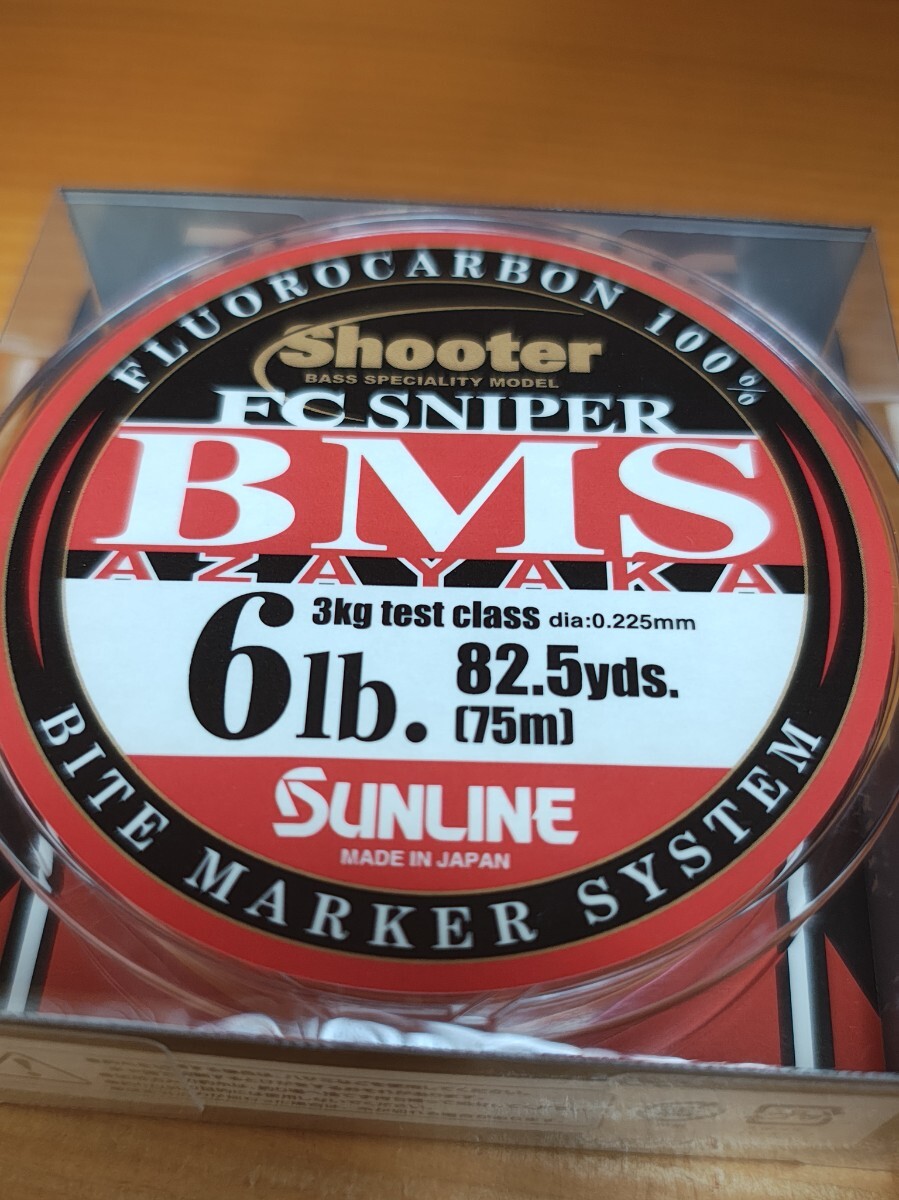 FLUOROCARBON 100%
Shooter
BASS SPECIALITY MODEL
FC SNIPER
BMS
AZAYAKA
3kg test class dia:0.225mm
6lb. 82.5yds.
(75m)
SUNLINE
MADE IN JAPAN
BITE MARKER SYSTEM